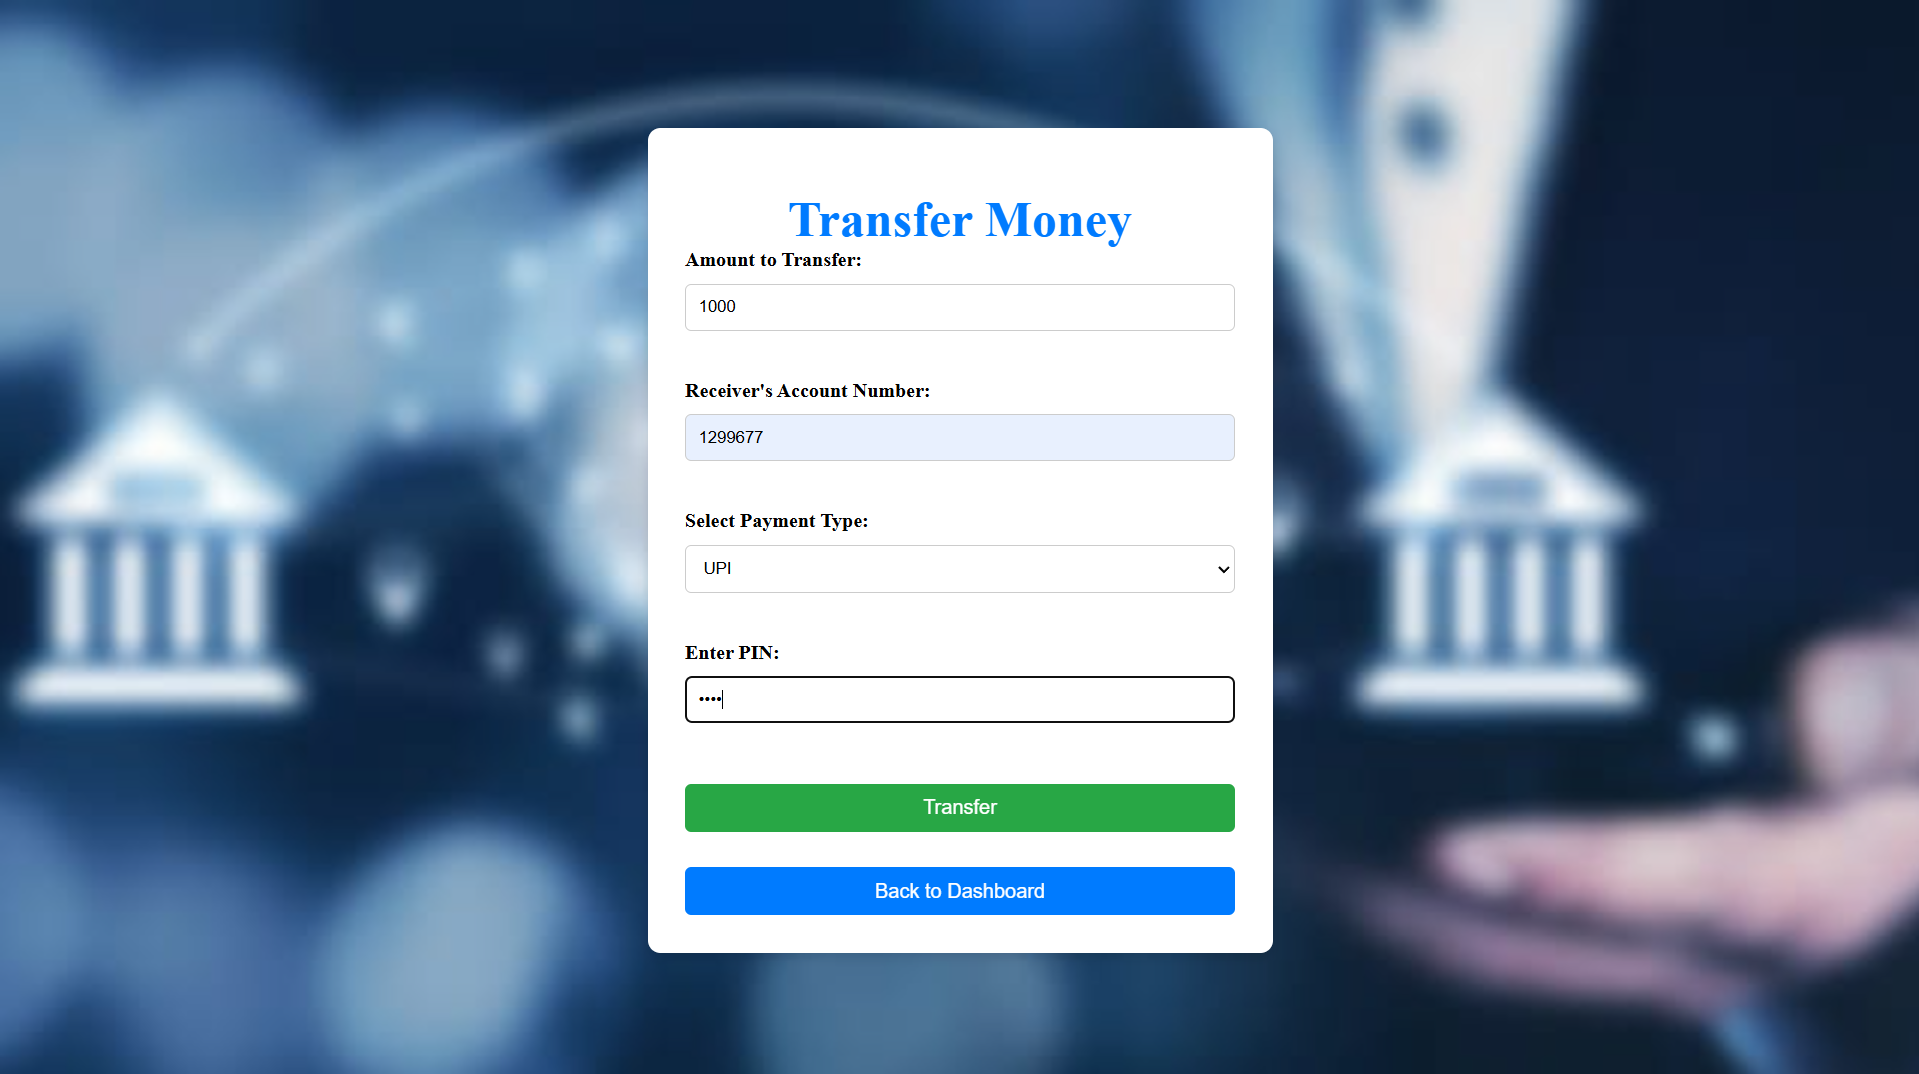 Transfer Money
Amount to Transfer:
1000
Receiver's Account Number:
1299677
Select Payment Type:
UPI
Enter PIN:
••••
Transfer
Back to Dashboard